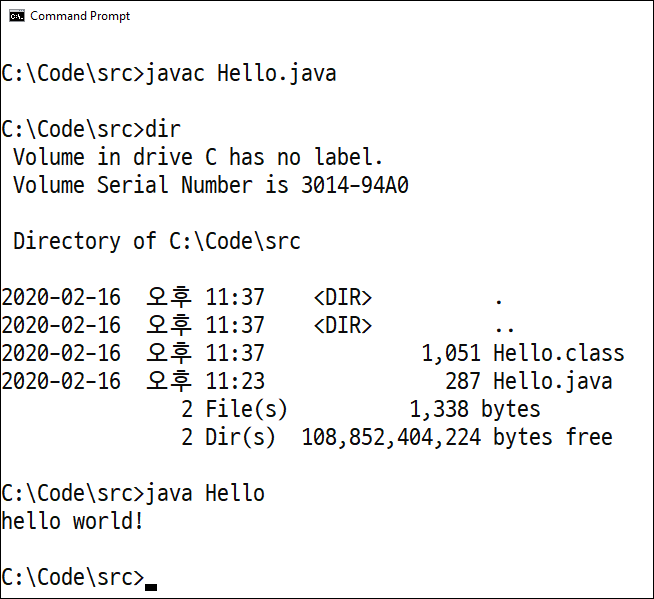 Command Prompt
C:\Code\src>javac Hello.java
C:\Code\src>dir
Volume in drive C has no label.
Volume Serial Number is 3014-94A0
Directory of C:\Code\src
2020-02-16 오후 11:37 <DIR> .
2020-02-16 오후 11:37 <DIR> ..
2020-02-16 오후 11:37 1,051 Hello.class
2020-02-16 오후 11:23 287 Hello.java
2 File(s) 1,338 bytes
2 Dir(s) 108,852,404,224 bytes free
C:\Code\src>java Hello
hello world!
C:\Code\src>